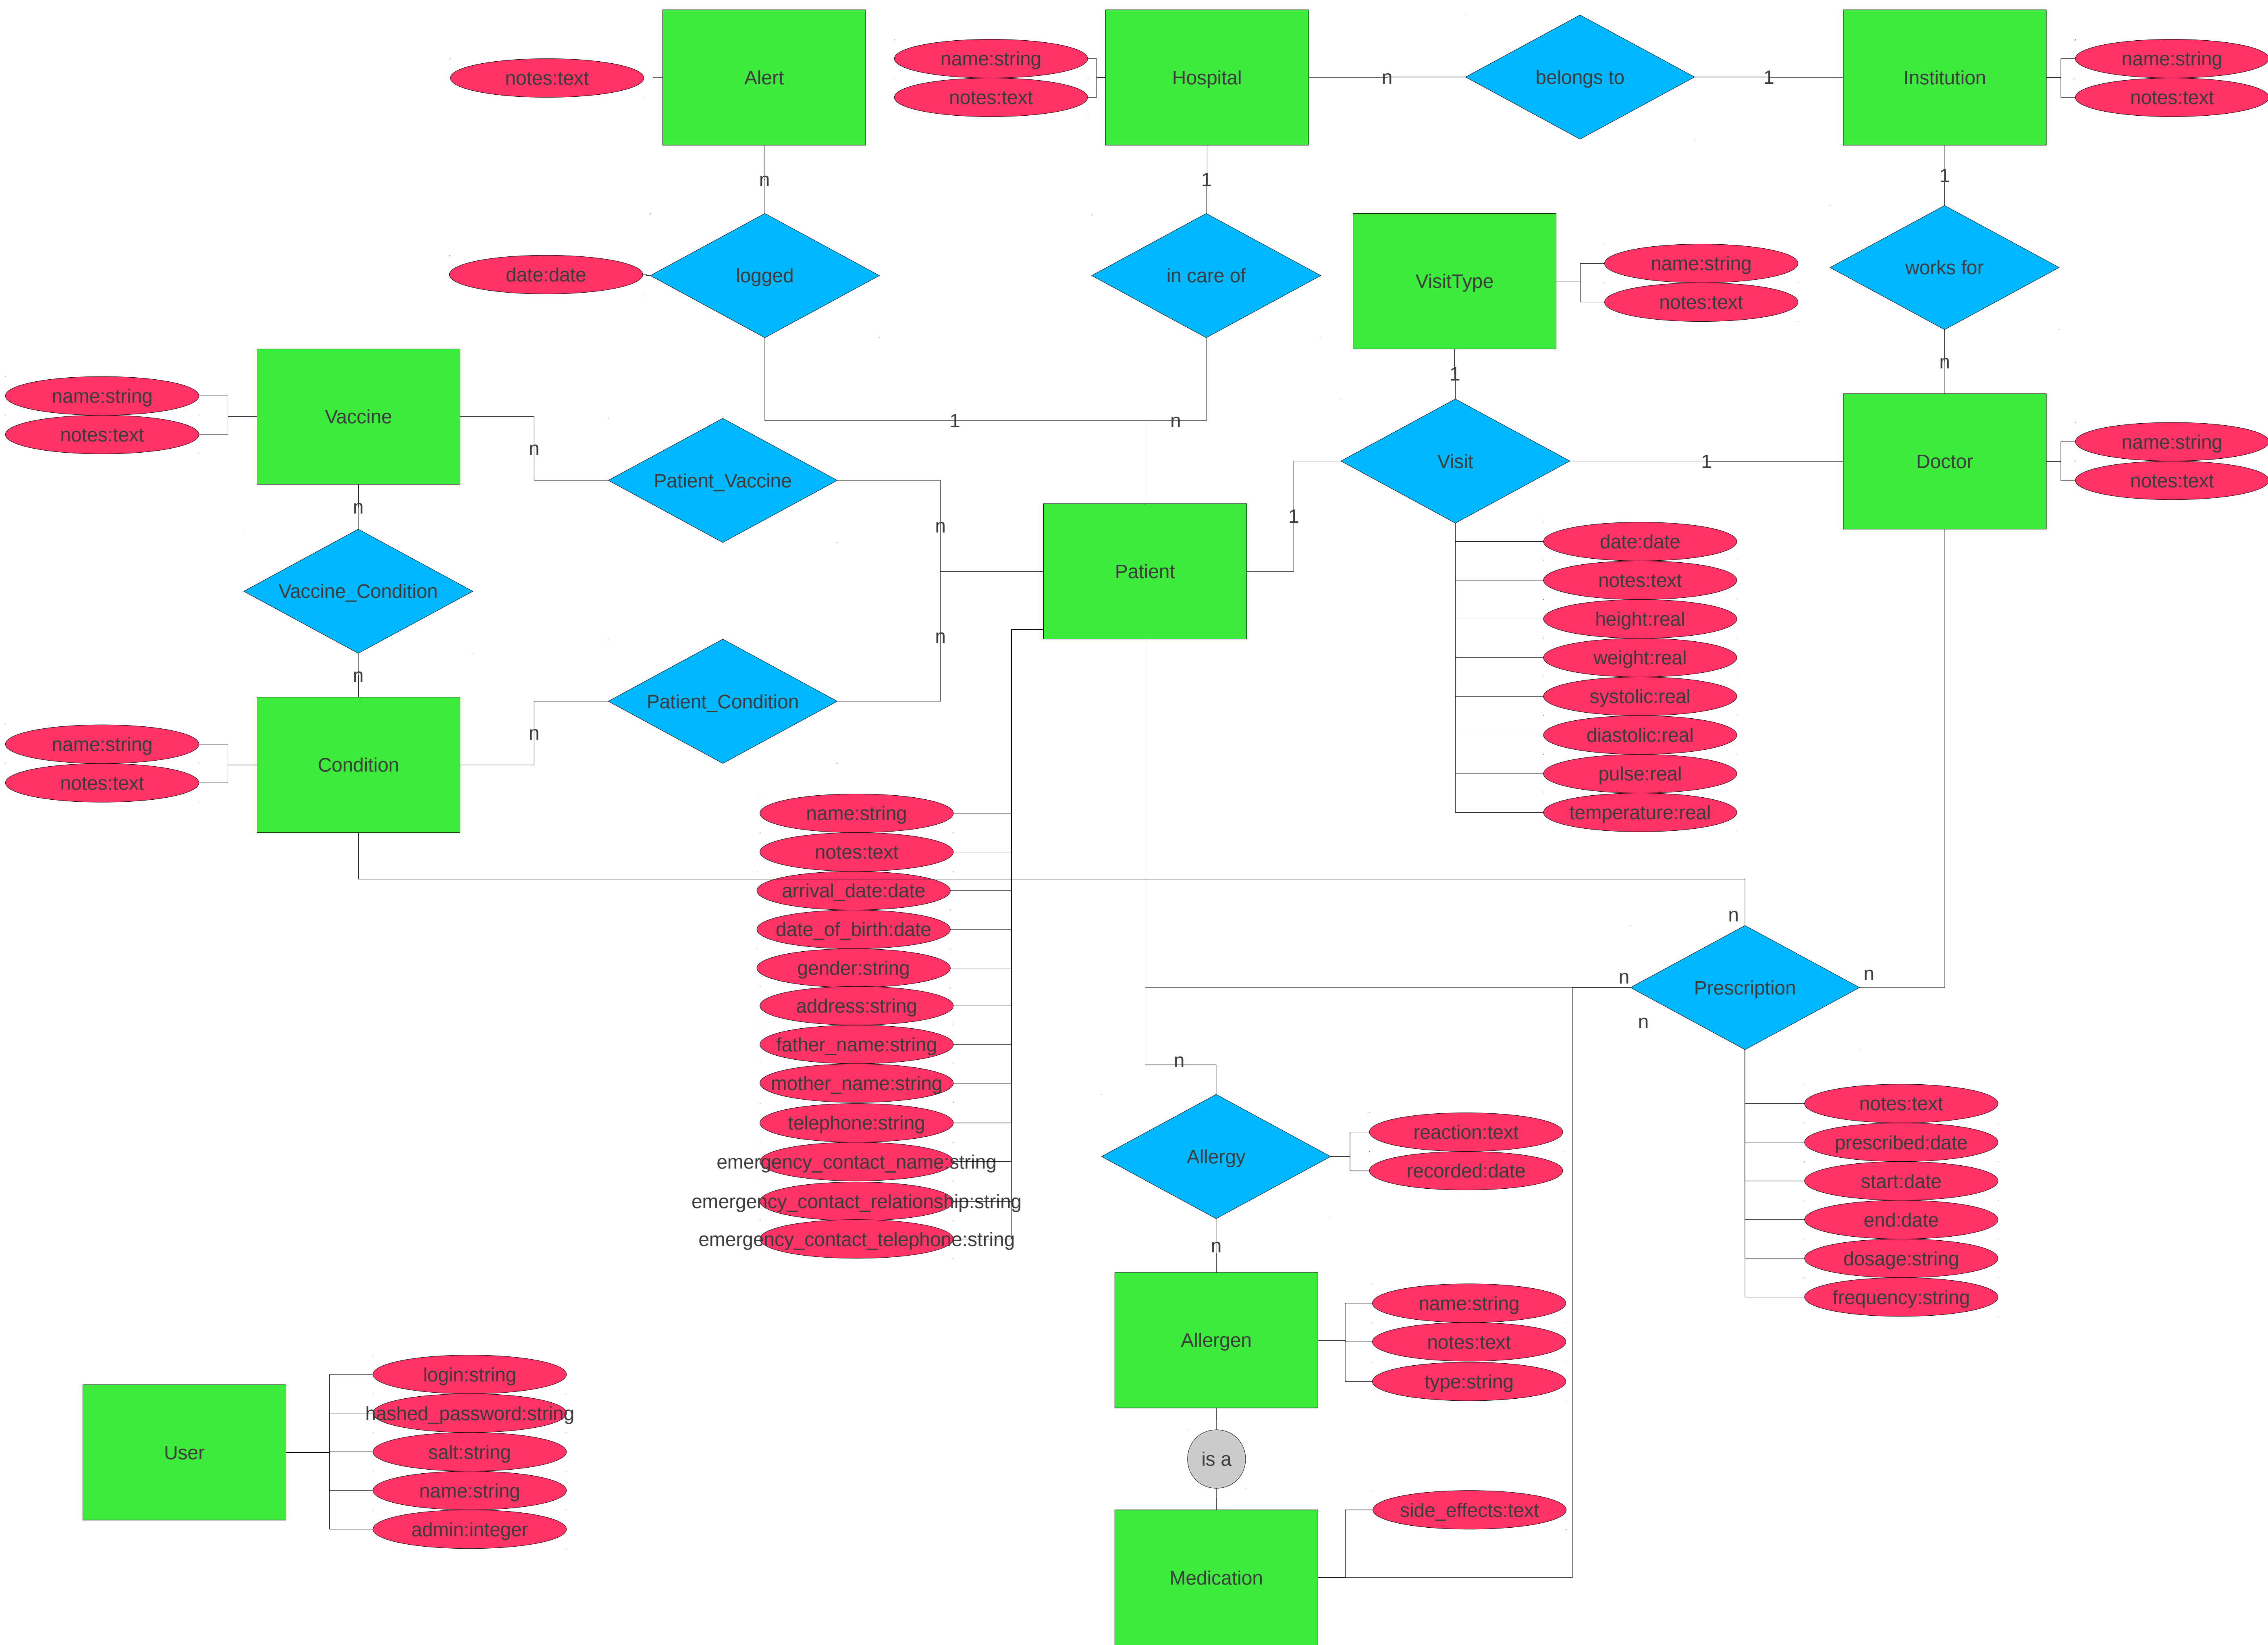 Alert
Hospital
belongs to
Institution
notes:text
name:string
notes:text
n
1
name:string
notes:text
n
1
1
logged
date:date
in care of
VisitType
name:string
notes:text
works for
1
n
Vaccine
name:string
notes:text
n
1
n
Patient_Vaccine
n
Visit
1
Doctor
name:string
notes:text
n
1
Patient
Vaccine_Condition
n
n
Patient_Condition
n
Condition
name:string
notes:text
date:date
notes:text
height:real
weight:real
systolic:real
diastolic:real
pulse:real
temperature:real
name:string
notes:text
arrival_date:date
date_of_birth:date
gender:string
address:string
father_name:string
mother_name:string
telephone:string
emergency_contact_name:string
emergency_contact_relationship:string
emergency_contact_telephone:string
n
n
n
n
Prescription
notes:text
prescribed:date
start:date
end:date
dosage:string
frequency:string
n
Allergy
reaction:text
recorded:date
n
Allergen
name:string
notes:text
type:string
is a
Medication
side_effects:text
User
login:string
hashed_password:string
salt:string
name:string
admin:integer